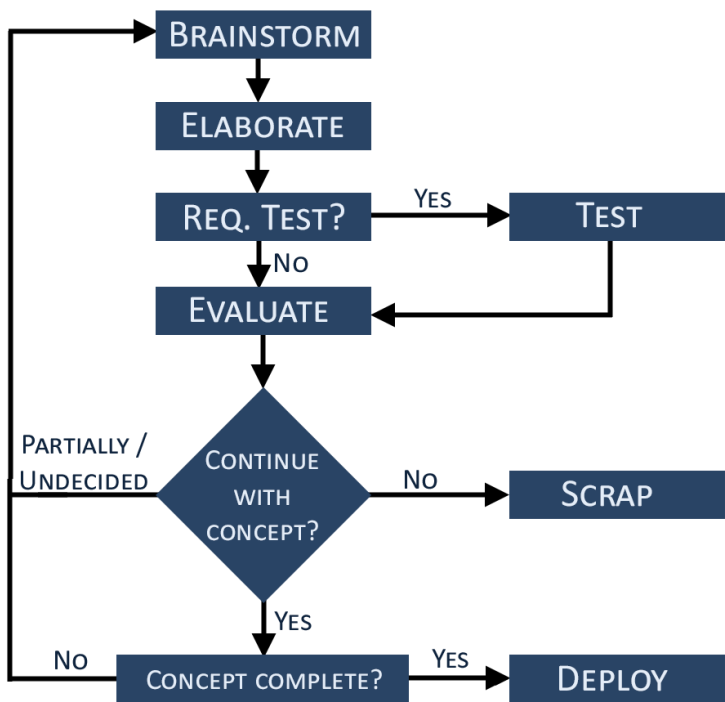 Brainstorm
Elaborate
Req. Test?
Yes
Test
No
Evaluate
Partially /
Undecided
Continue
with
concept?
No
Scrap
Yes
No
Concept complete?
Yes
Deploy